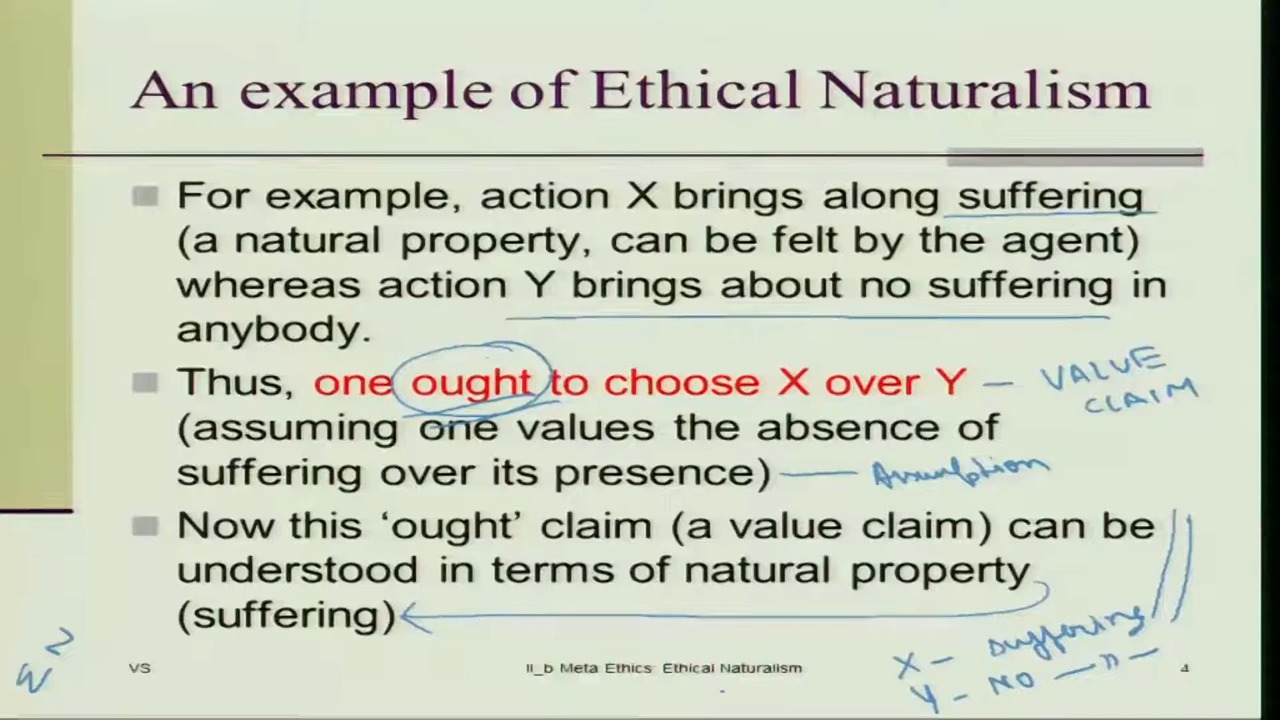 An example of Ethical Naturalism
For example, action X brings along suffering
(a natural property, can be felt by the agent)
whereas action Y brings about no suffering in
anybody.
Thus, one ought to choose X over Y — VALUE
CLAIM
(assuming one values the absence of
suffering over its presence) — Assumption
Now this ‘ought’ claim (a value claim) can be
understood in terms of natural property
(suffering)
X - suffering
Y - NO — " —
VS
II_b Meta Ethics: Ethical Naturalism
4